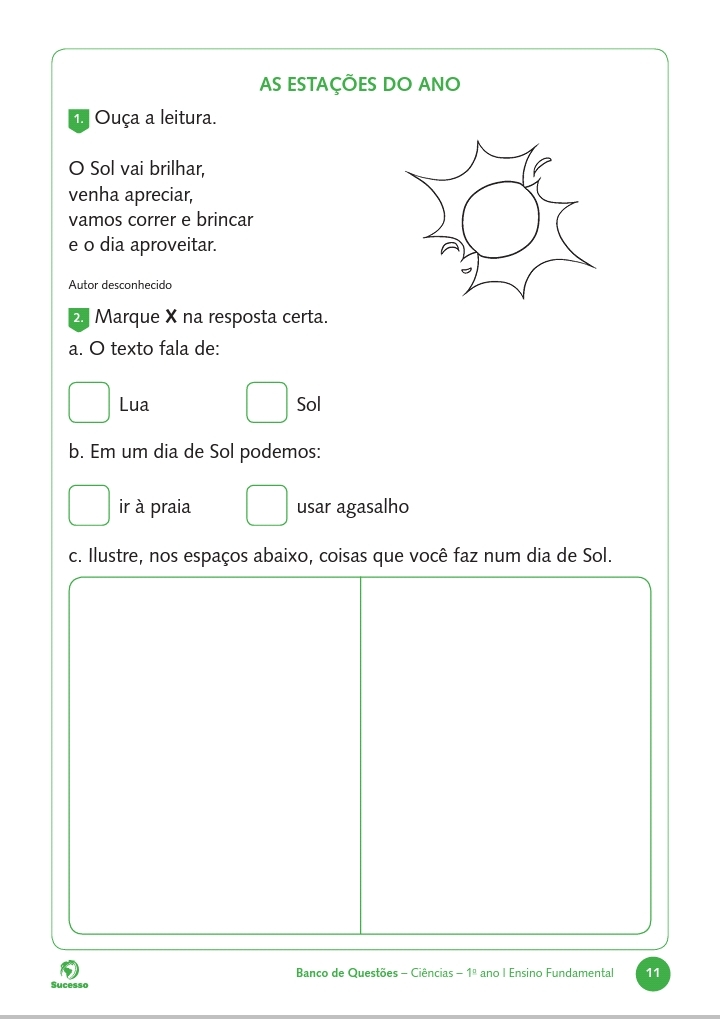 AS ESTAÇÕES DO ANO
1. Ouça a leitura.
O Sol vai brilhar,
venha apreciar,
vamos correr e brincar
e o dia aproveitar.
Autor desconhecido
2. Marque X na resposta certa.
a. O texto fala de:
Lua Sol
b. Em um dia de Sol podemos:
ir à praia usar agasalho
c. Ilustre, nos espaços abaixo, coisas que você faz num dia de Sol.
Sucesso
Banco de Questões – Ciências – 1º ano I Ensino Fundamental 11